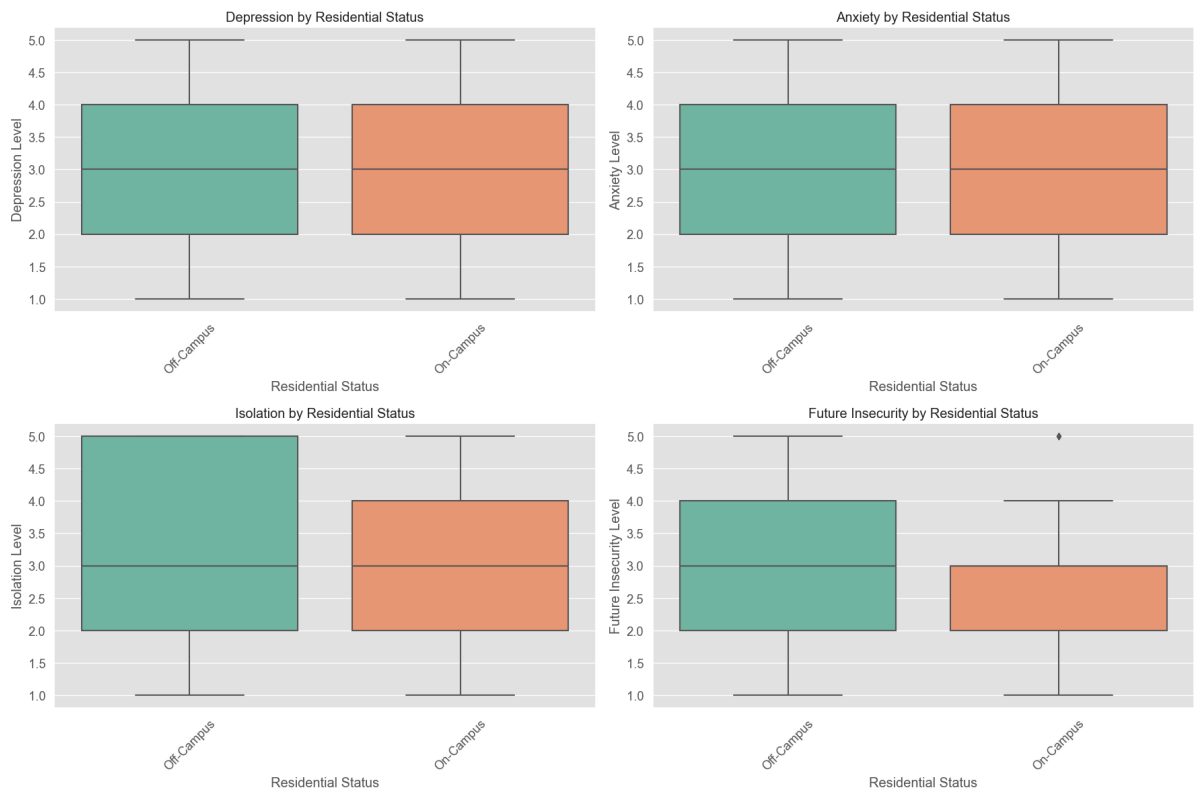 Depression by Residential Status
5.0
4.5
4.0
3.5
3.0
2.5
2.0
1.5
1.0
Depression Level
Off-Campus
On-Campus
Residential Status
Anxiety by Residential Status
5.0
4.5
4.0
3.5
3.0
2.5
2.0
1.5
1.0
Anxiety Level
Off-Campus
On-Campus
Residential Status
Isolation by Residential Status
5.0
4.5
4.0
3.5
3.0
2.5
2.0
1.5
1.0
Isolation Level
Off-Campus
On-Campus
Residential Status
Future Insecurity by Residential Status
5.0
4.5
4.0
3.5
3.0
2.5
2.0
1.5
1.0
Future Insecurity Level
Off-Campus
On-Campus
Residential Status